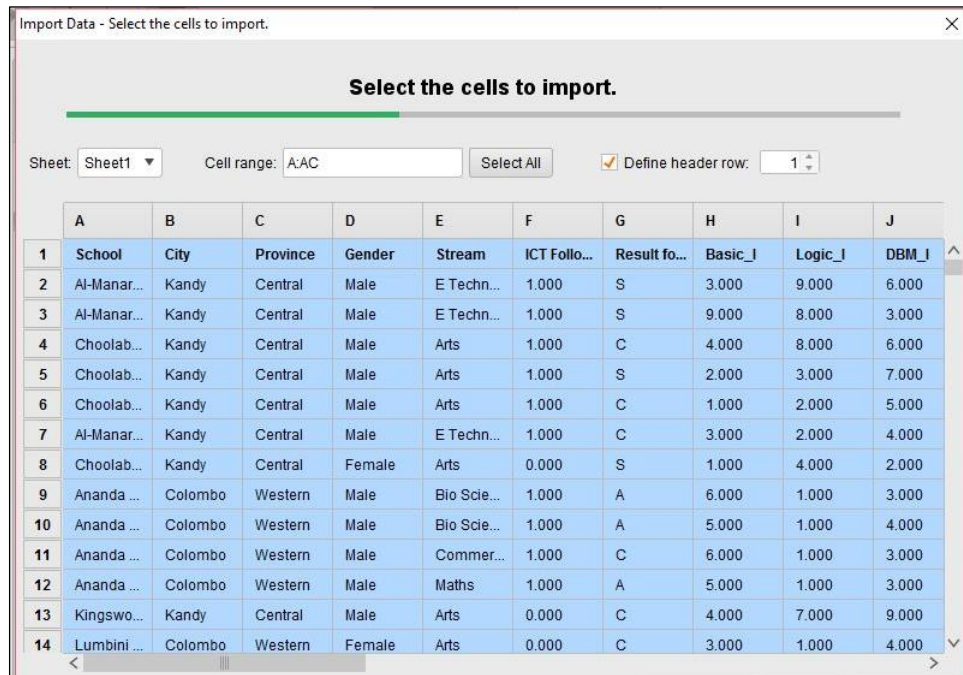 Import Data - Select the cells to import.
Select the cells to import.
Sheet: Sheet1 Cell range: A:AC Select All Define header row: 1
A B C D E F G H I J
1 School City Province Gender Stream ICT Follo... Result fo... Basic_I Logic_I DBM_I
2 Al-Manar... Kandy Central Male E Techn... 1.000 S 3.000 9.000 6.000
3 Al-Manar... Kandy Central Male E Techn... 1.000 S 9.000 8.000 3.000
4 Choolab... Kandy Central Male Arts 1.000 C 4.000 8.000 6.000
5 Choolab... Kandy Central Male Arts 1.000 S 2.000 3.000 7.000
6 Choolab... Kandy Central Male Arts 1.000 C 1.000 2.000 5.000
7 Al-Manar... Kandy Central Male E Techn... 1.000 C 3.000 2.000 4.000
8 Choolab... Kandy Central Female Arts 0.000 S 1.000 4.000 2.000
9 Ananda ... Colombo Western Male Bio Scie... 1.000 A 6.000 1.000 3.000
10 Ananda ... Colombo Western Male Bio Scie... 1.000 A 5.000 1.000 4.000
11 Ananda ... Colombo Western Male Commer... 1.000 C 6.000 1.000 3.000
12 Ananda ... Colombo Western Male Maths 1.000 A 5.000 1.000 3.000
13 Kingswo... Kandy Central Male Arts 0.000 C 4.000 7.000 9.000
14 Lumbini ... Colombo Western Female Arts 0.000 C 3.000 1.000 4.000